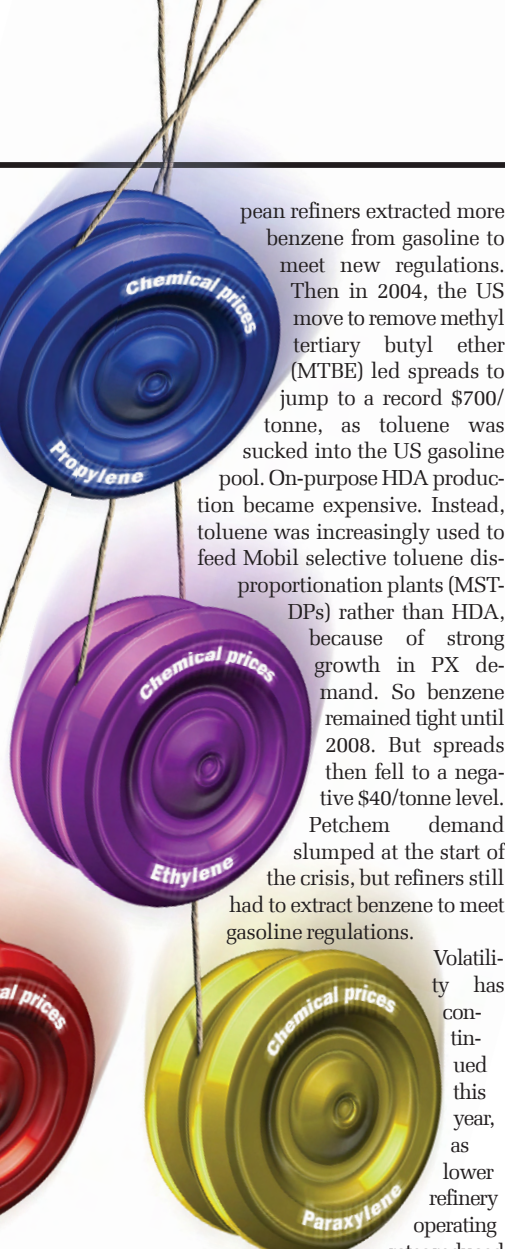 Chemical prices
Propylene
Chemical prices
Ethylene
al prices
Chemical prices
Paraxylene
pean refiners extracted more
benzene from gasoline to
meet new regulations.
Then in 2004, the US
move to remove methyl
tertiary butyl ether
(MTBE) led spreads to
jump to a record $700/
tonne, as toluene was
sucked into the US gasoline
pool. On-purpose HDA produc-
tion became expensive. Instead,
toluene was increasingly used to
feed Mobil selective toluene dis-
proportionation plants (MST-
DPs) rather than HDA,
because of strong
growth in PX de-
mand. So benzene
remained tight until
2008. But spreads
then fell to a nega-
tive $40/tonne level.
Petchem demand
slumped at the start of
the crisis, but refiners still
had to extract benzene to meet
gasoline regulations.
Volatili-
ty has
con-
tin-
ued
this
year,
as
lower
refinery
operating